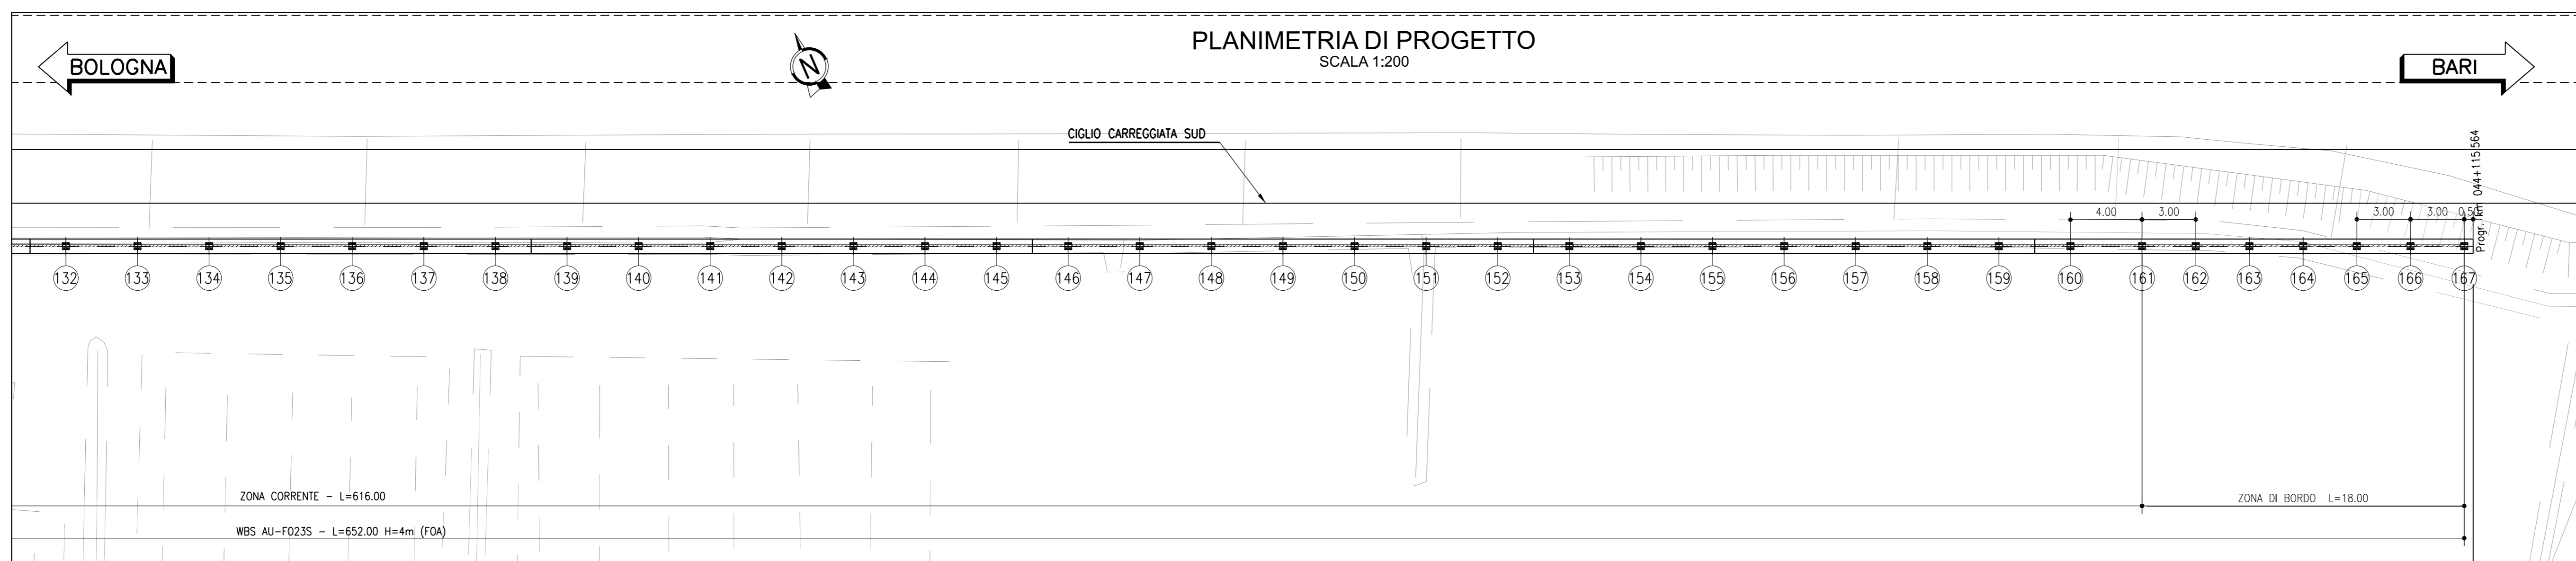 PLANIMETRIA DI PROGETTO
SCALA 1:200
BOLOGNA
N
BARI
CIGLIO CARREGGIATA SUD
Progr. km 044+115.564
4.00 3.00 3.00 3.00 0.50
132 133 134 135 136 137 138 139 140 141 142 143 144 145 146 147 148 149 150 151 152 153 154 155 156 157 158 159 160 161 162 163 164 165 166 167
ZONA CORRENTE - L=616.00
ZONA DI BORDO L=18.00
WBS AU-F023S - L=652.00 H=4m (FOA)